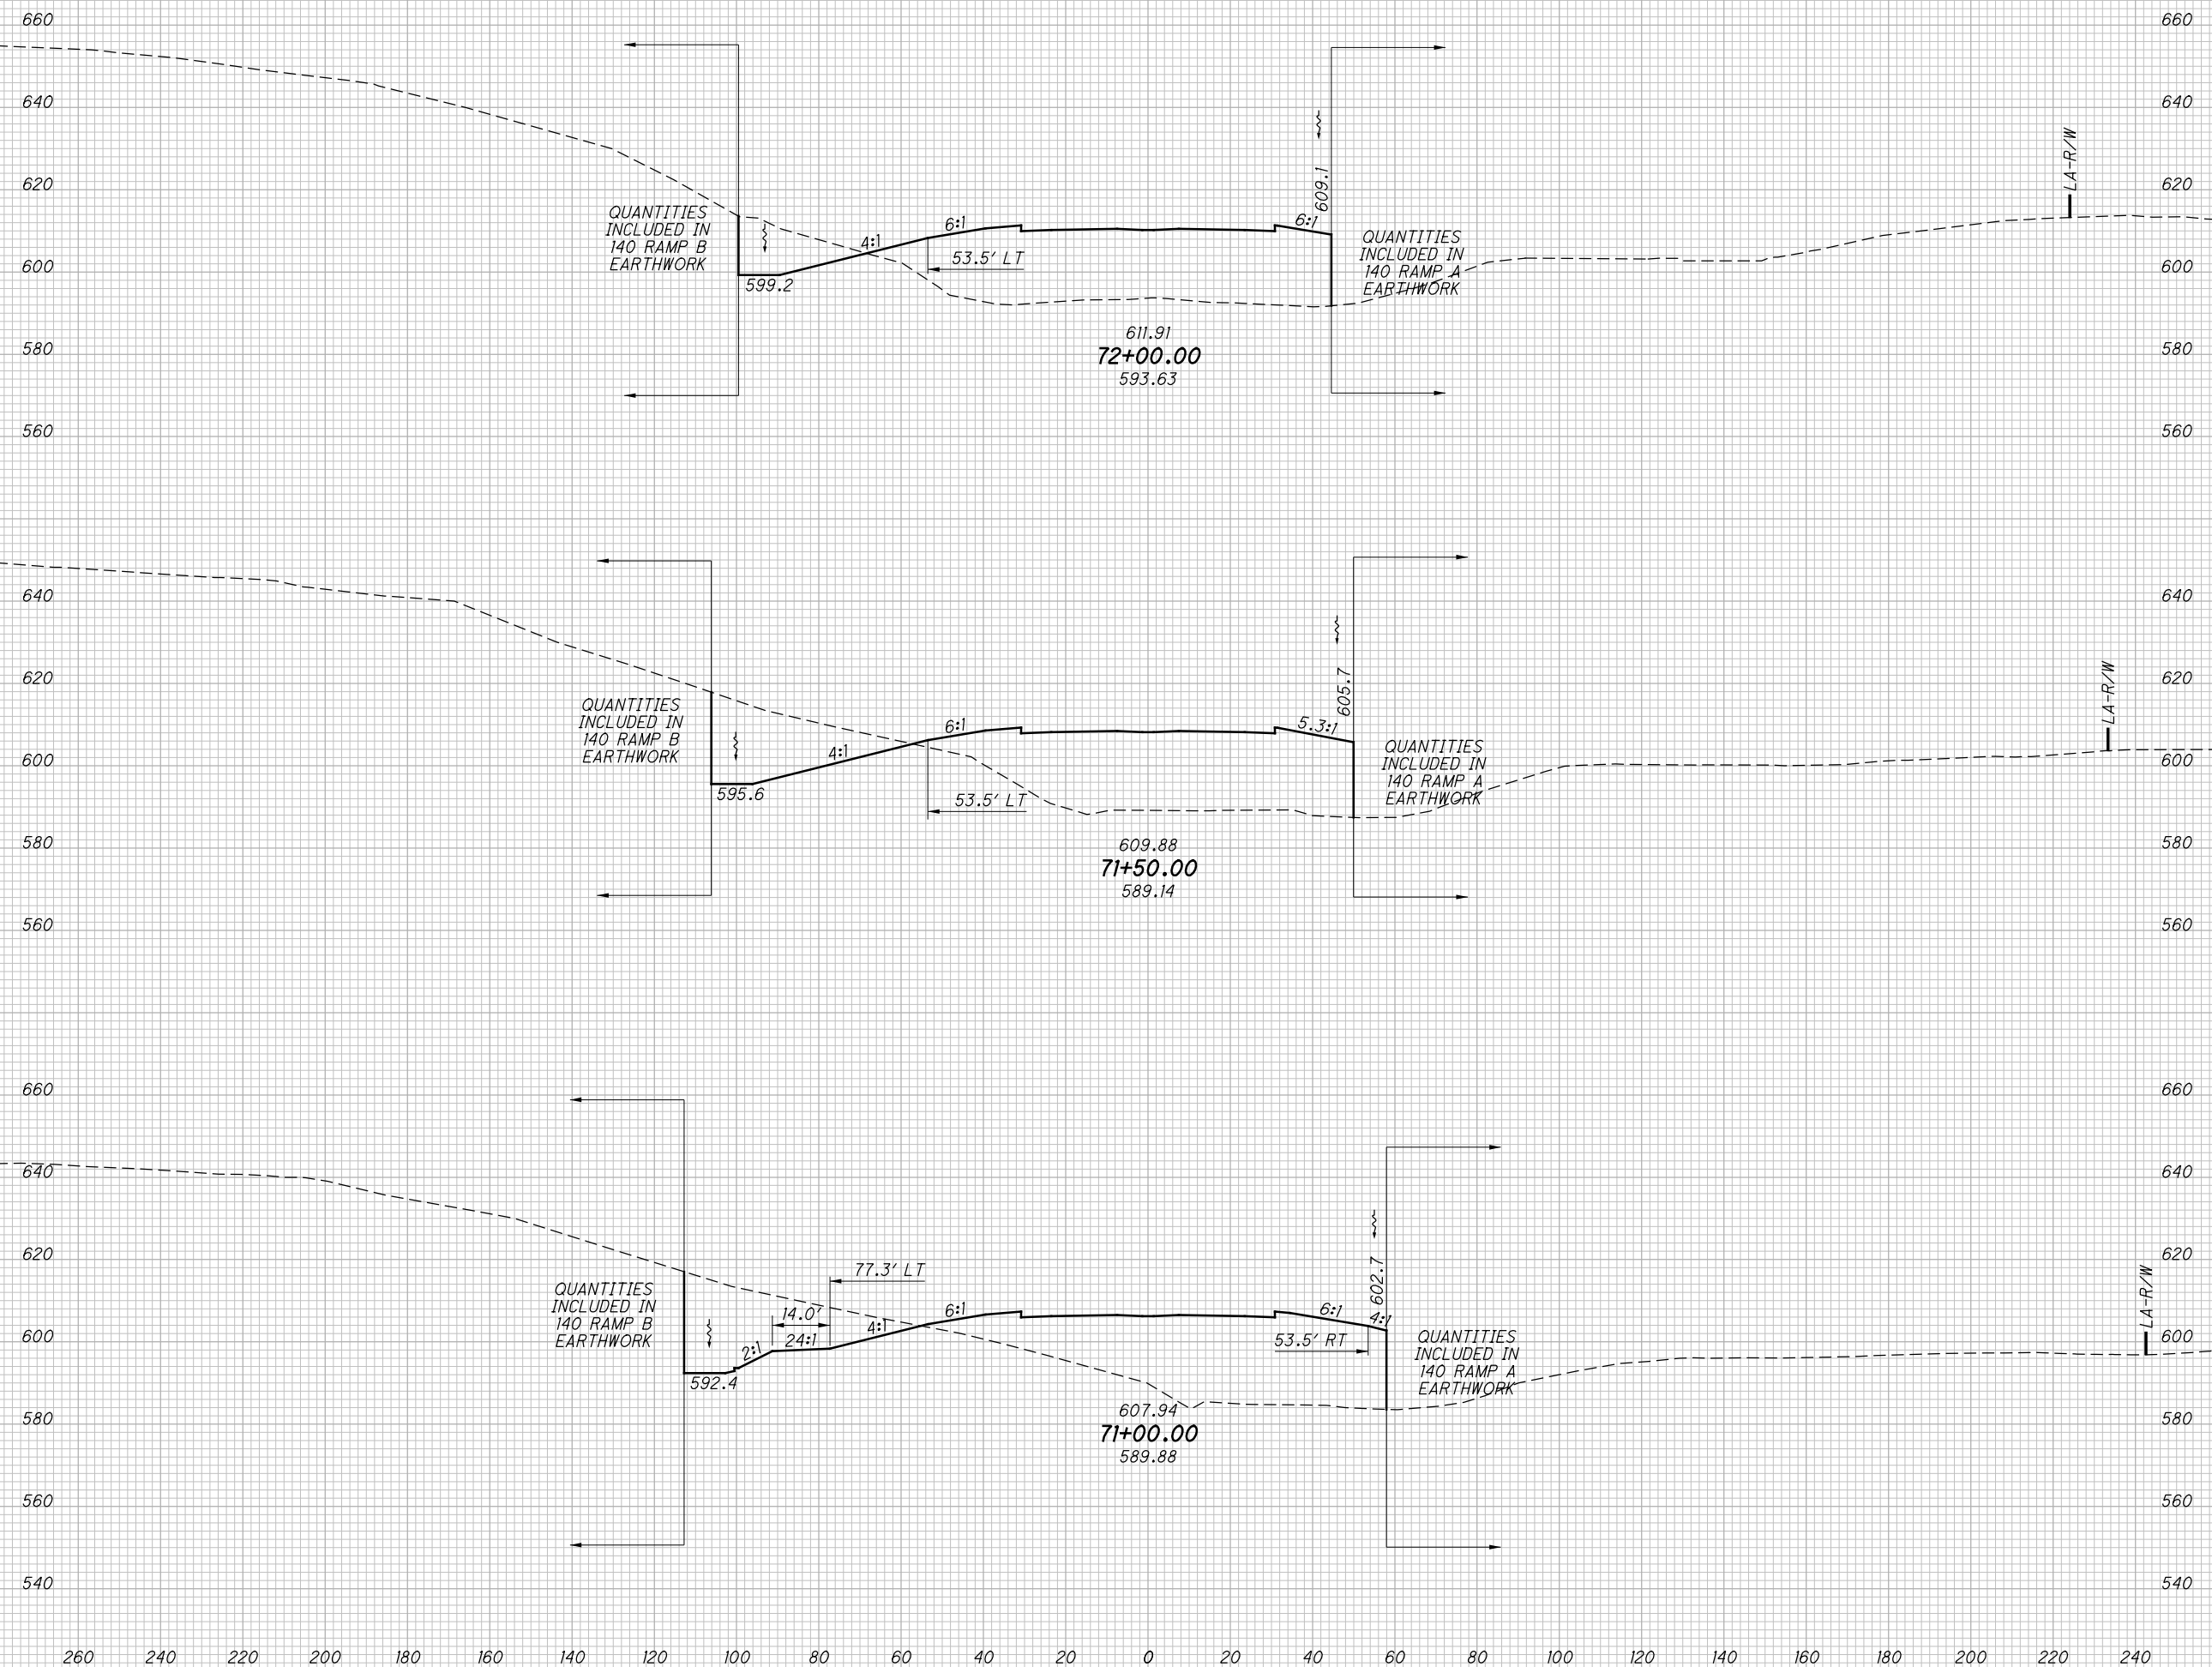 660 660
640 640
LA-R/W
609.1
620 620
QUANTITIES
INCLUDED IN
140 RAMP B
EARTHWORK
4:1 6:1 6:1
QUANTITIES
INCLUDED IN
140 RAMP A
EARTHWORK
53.5' LT
600 600
599.2
611.91
72+00.00
593.63
580 580
560 560
640 640
LA-R/W
605.7
620 620
QUANTITIES
INCLUDED IN
140 RAMP B
EARTHWORK
4:1 6:1 5.3:1
QUANTITIES
INCLUDED IN
140 RAMP A
EARTHWORK
600 600
595.6
53.5' LT
609.88
71+50.00
589.14
580 580
560 560
660 660
640 640
620 620
LA-R/W
602.7
77.3' LT
QUANTITIES
INCLUDED IN
140 RAMP B
EARTHWORK
14.0'
2:1 24:1 4:1 6:1 6:1 4:1
53.5' RT
QUANTITIES
INCLUDED IN
140 RAMP A
EARTHWORK
600 600
592.4
607.94
71+00.00
589.88
580 580
560 560
540 540
260 240 220 200 180 160 140 120 100 80 60 40 20 0 20 40 60 80 100 120 140 160 180 200 220 240